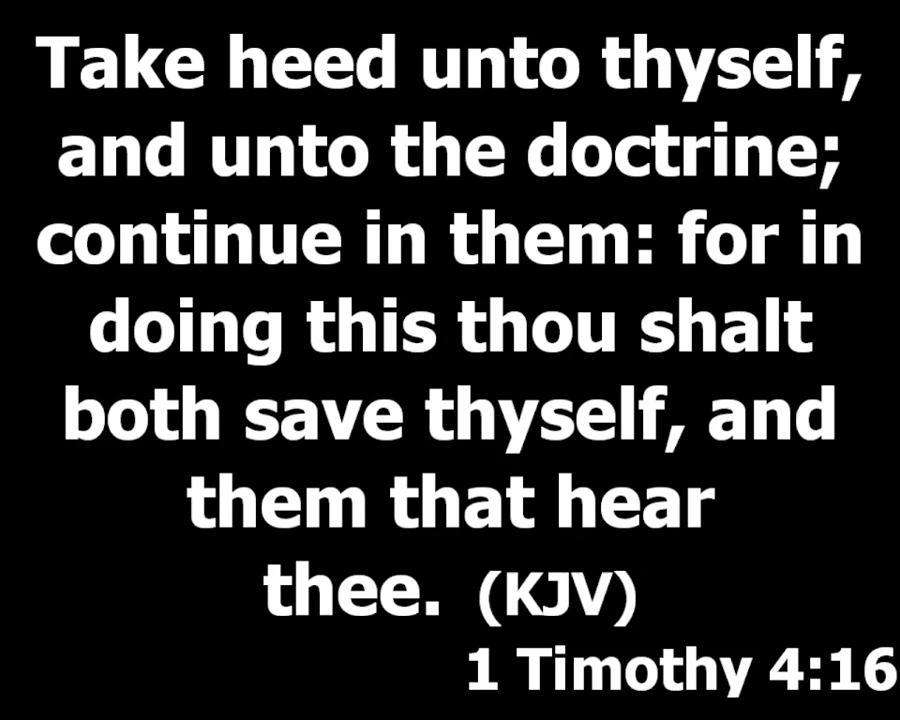 Take heed unto thyself,
and unto the doctrine;
continue in them: for in
doing this thou shalt
both save thyself, and
them that hear
thee. (KJV)
1 Timothy 4:16